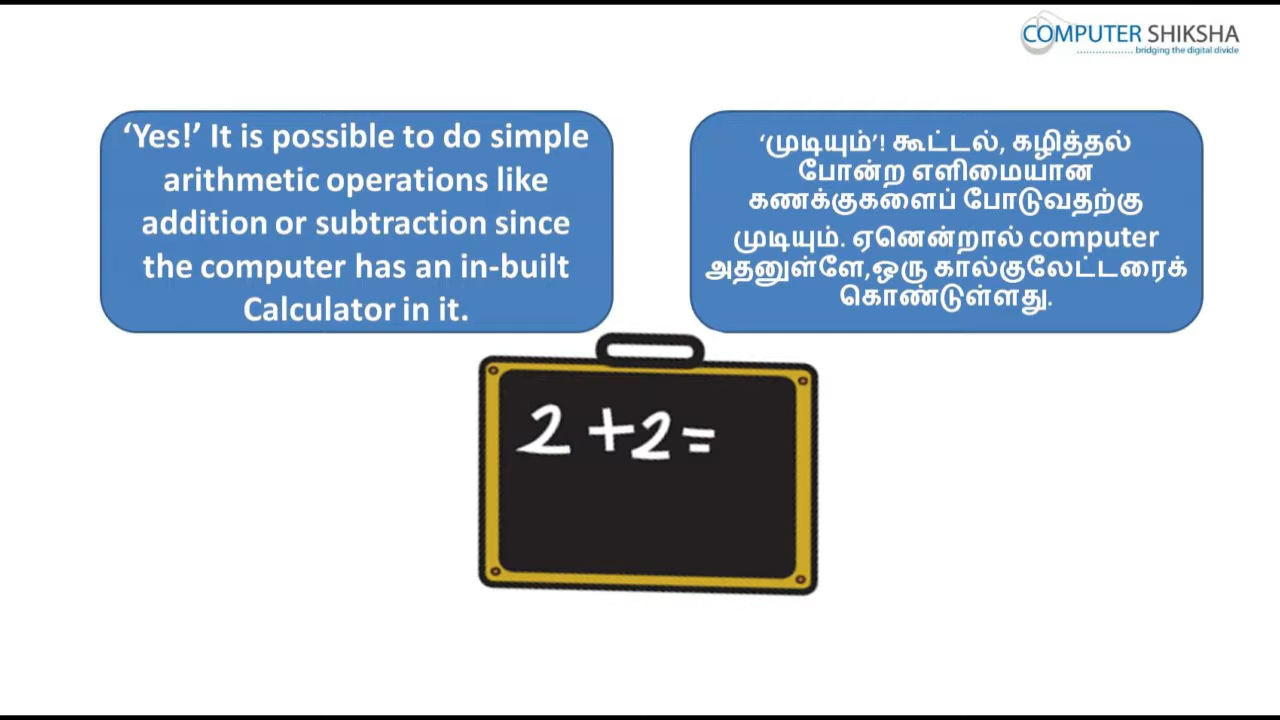 COMPUTER SHIKSHA
bridging the digital divide
‘Yes!’ It is possible to do simple
arithmetic operations like
addition or subtraction since
the computer has an in-built
Calculator in it.
‘முடியும்’! கூட்டல், கழித்தல்
போன்ற எளிமையான
கணக்குகளைப் போடுவதற்கு
முடியும். ஏனென்றால் computer
அதனுள்ளே,ஒரு கால்குலேட்டரைக்
கொண்டுள்ளது.
2 +2=